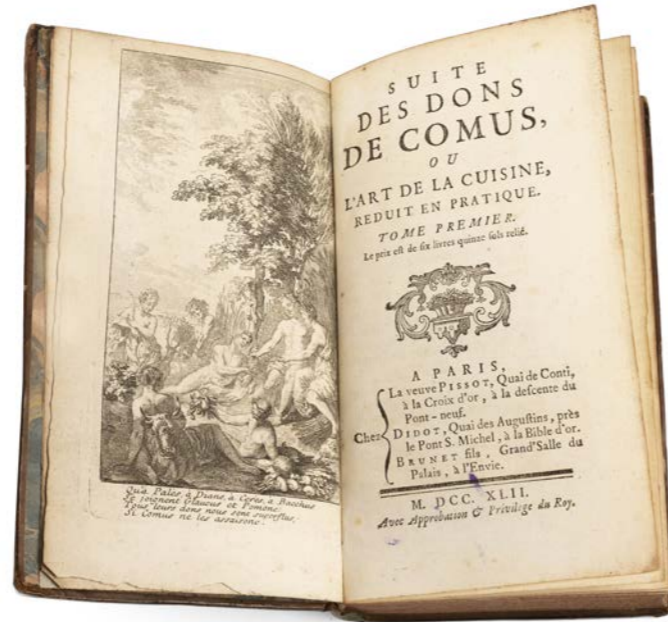 Qu'à Palès, à Diane, à Ceres, à Bacchus
Se joignent Glaucus et Pomone:
Tous leurs dons nous sont superflus,
Si Comus ne les assaisone.
SUITE
DES DONS
DE COMUS,
OU
L'ART DE LA CUISINE,
REDUIT EN PRATIQUE.
TOME PREMIER.
Le prix est de six livres quinze sols relié.
A PARIS,
La veuve PISSOT, Quai de Conti,
à la Croix d'or, à la descente du
Pont-neuf.
Chez
DIDOT, Quai des Augustins, près
le Pont S. Michel, à la Bible d'or.
BRUNET fils, Grand'Salle du
Palais, à l'Envie.
M. DCC. XLII.
Avec Approbation & Privilege du Roy.